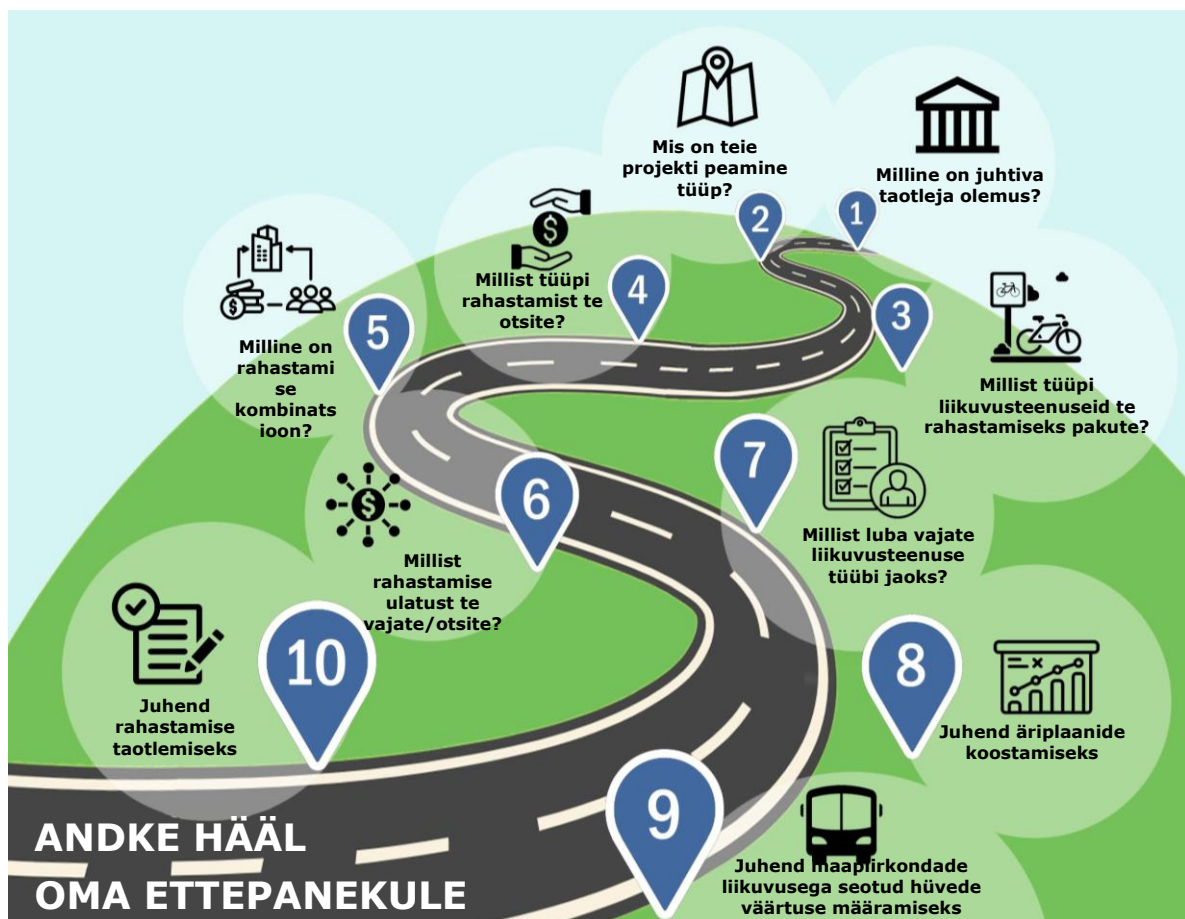 1
Milline on juhtiva
taotleja olemus?
2
Mis on teie
projekti peamine
tüüp?
3
Millist tüüpi
liikuvusteenuseid te
rahastamiseks pakute?
4
Millist tüüpi
rahastamist te
otsite?
5
Milline on
rahastami
se
kombinats
ioon?
6
Millist
rahastamise
ulatust te
vajate/otsite?
7
Millist luba vajate
liikuvusteenuse
tüübi jaoks?
8
Juhend äriplaanide
koostamiseks
9
Juhend maapiirkondade
liikuvusega seotud hüvede
väärtuse määramiseks
10
Juhend
rahastamise
taotlemiseks
ANDKE HÄÄL
OMA ETTEPANEKULE